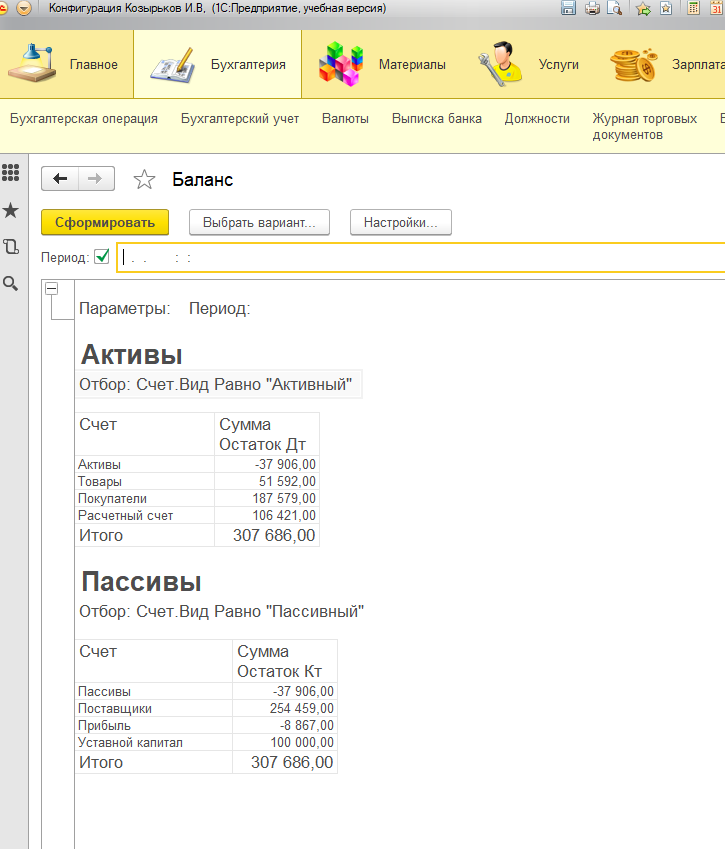 Конфигурация Козырьков И.В, (1С:Предприятие, учебная версия)
31
Главное
Бухгалтерия
Материалы
Услуги
Зарплата
Бухгалтерская операция
Бухгалтерский учет
Валюты
Выписка банка
Должности
Журнал торговых
документов
Баланс
Сформировать
Выбрать вариант...
Настройки...
Период:
. . : :
Параметры: Период:
Активы
Отбор: Счет.Вид Равно "Активный"
Счет Сумма
Остаток Дт
Активы -37 906,00
Товары 51 592,00
Покупатели 187 579,00
Расчетный счет 106 421,00
Итого 307 686,00
Пассивы
Отбор: Счет.Вид Равно "Пассивный"
Счет Сумма
Остаток Кт
Пассивы -37 906,00
Поставщики 254 459,00
Прибыль -8 867,00
Уставной капитал 100 000,00
Итого 307 686,00